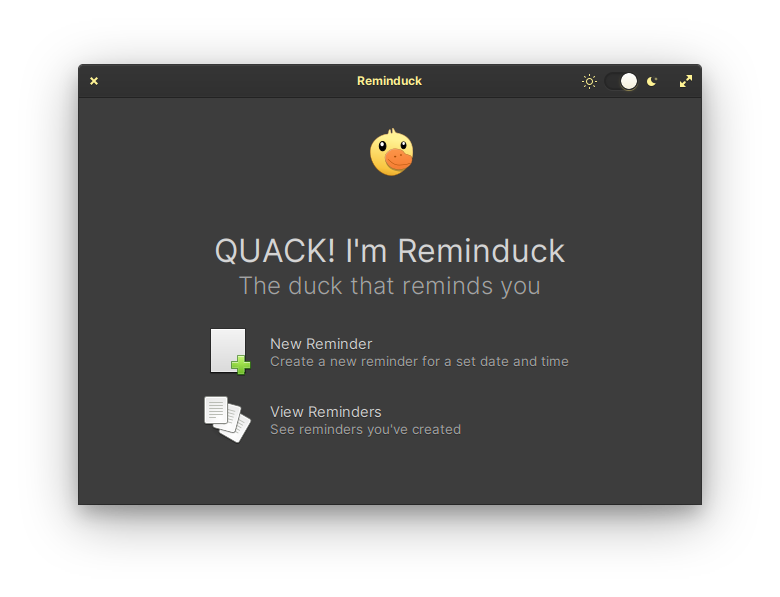 Reminduck
QUACK! I'm Reminduck
The duck that reminds you
New Reminder
Create a new reminder for a set date and time
View Reminders
See reminders you've created